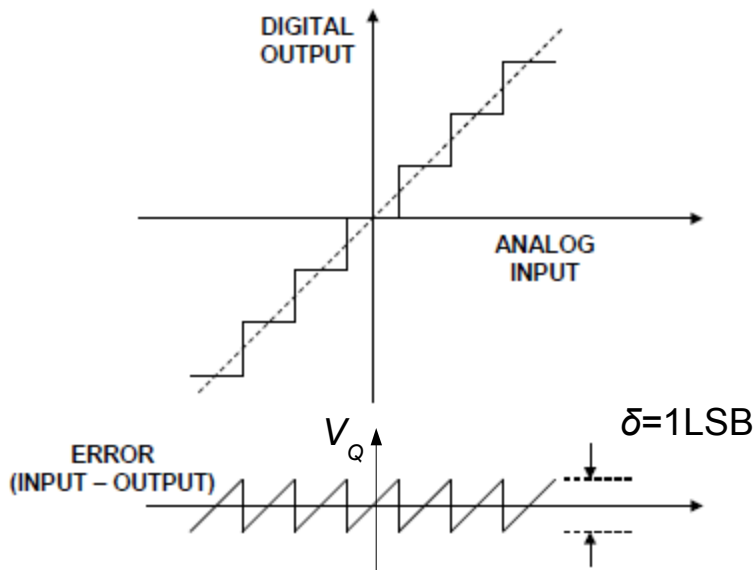 DIGITAL
OUTPUT
ANALOG
INPUT
V_Q
δ=1LSB
ERROR
(INPUT – OUTPUT)